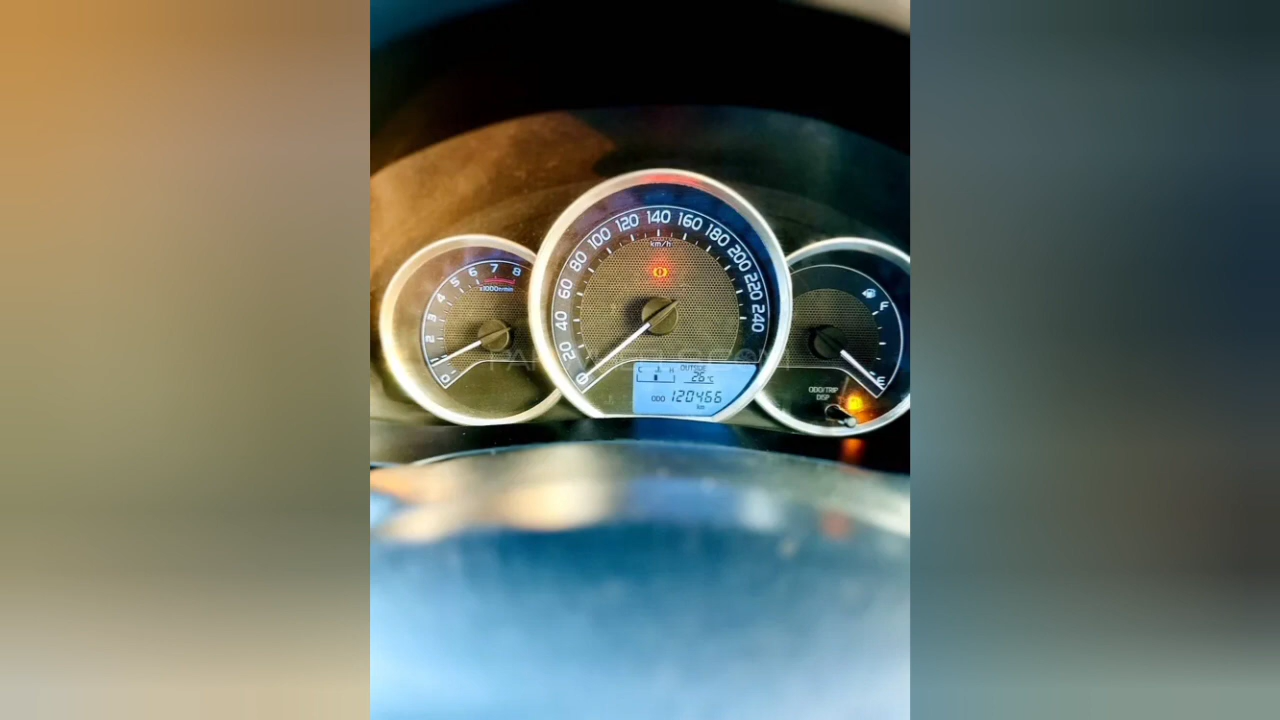 0 1 2 3 4 5 6 7 8
x1000r/min
0 20 40 60 80 100 120 140 160 180 200 220 240
km/h
C H
OUTSIDE
26°C
ODO 120466
km
F
E
ODO/TRIP
DISP